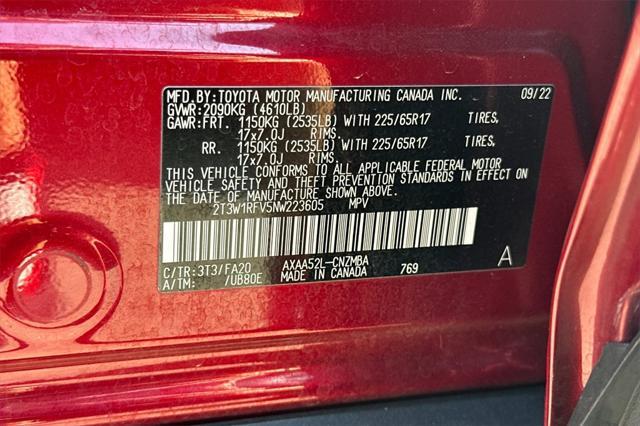 MFD.BY:TOYOTA MOTOR MANUFACTURING CANADA INC. 09/22
GVWR:2090KG (4610LB)
GAWR:FRT. 1150KG (2535LB) WITH 225/65R17 TIRES,
17x7.0J RIMS.
RR. 1150KG (2535LB) WITH 225/65R17 TIRES,
17x7.0J RIMS.
THIS VEHICLE CONFORMS TO ALL APPLICABLE FEDERAL MOTOR
VEHICLE SAFETY AND THEFT PREVENTION STANDARDS IN EFFECT ON
THE DATE OF MANUFACTURE SHOWN ABOVE.
2T3W1RFV5NW223605 MPV
C/TR:3T3/FA20 AXAA52L-CNZMBA A
A/TM: /UB80E MADE IN CANADA 769